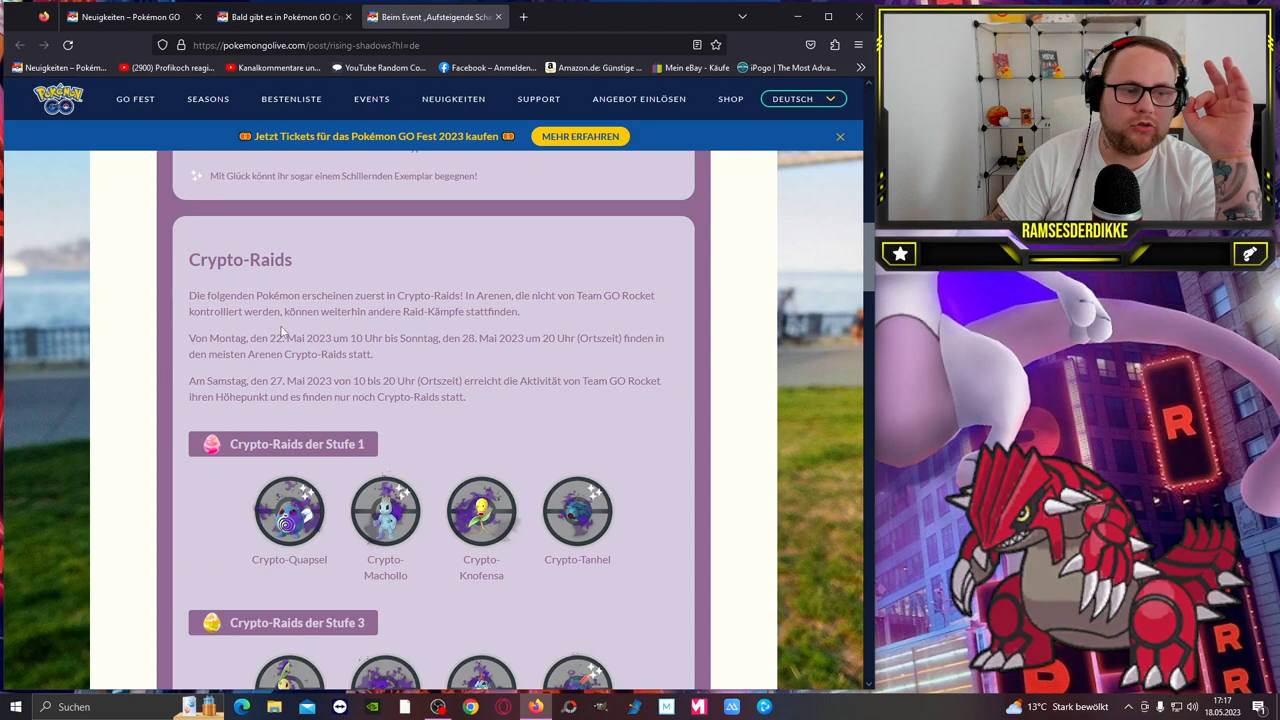 Neuigkeiten – Pokémon GO
Bald gibt es im Pokémon GO
Beim Event „Aufsteigende Scha
https://pokemongolive.com/post/rising-shadows?hl=de
Neuigkeiten – Pokém...
(2900) Profikoch reagi...
Kanalkommentarnun...
YouTube Random Co...
Facebook – Anmelden...
Amazon.de: Günstige ...
Mein eBay - Käufe
iPogo | The Most Adva...
Pokémon GO
GO FEST
SEASONS
BESTENLISTE
EVENTS
NEUIGKEITEN
SUPPORT
ANGEBOT EINLÖSEN
SHOP
DEUTSCH
Jetzt Tickets für das Pokémon GO Fest 2023 kaufen
MEHR ERFAHREN
Mit Glück könnt ihr sogar einem Schillernden Exemplar begegnen!
Crypto-Raids
Die folgenden Pokémon erscheinen zuerst in Crypto-Raids! In Arenen, die nicht von Team GO Rocket
kontrolliert werden, können weiterhin andere Raid-Kämpfe stattfinden.
Von Montag, den 22. Mai 2023 um 10 Uhr bis Sonntag, den 28. Mai 2023 um 20 Uhr (Ortszeit) finden in
den meisten Arenen Crypto-Raids statt.
Am Samstag, den 27. Mai 2023 von 10 bis 20 Uhr (Ortszeit) erreicht die Aktivität von Team GO Rocket
ihren Höhepunkt und es finden nur noch Crypto-Raids statt.
Crypto-Raids der Stufe 1
Crypto-Quapsel
Crypto-
Machollo
Crypto-
Knofensa
Crypto-Tanhel
Crypto-Raids der Stufe 3
RAMSESDERDIKKE
R
R
R
Suchen
13°C Stark bewölkt
17:17
18.05.2023